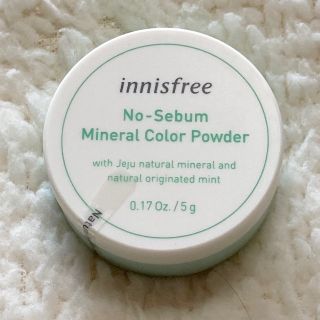 innisfree
No-Sebum
Mineral Color Powder
with Jeju natural mineral and
natural originated mint
0.17 Oz. / 5 g